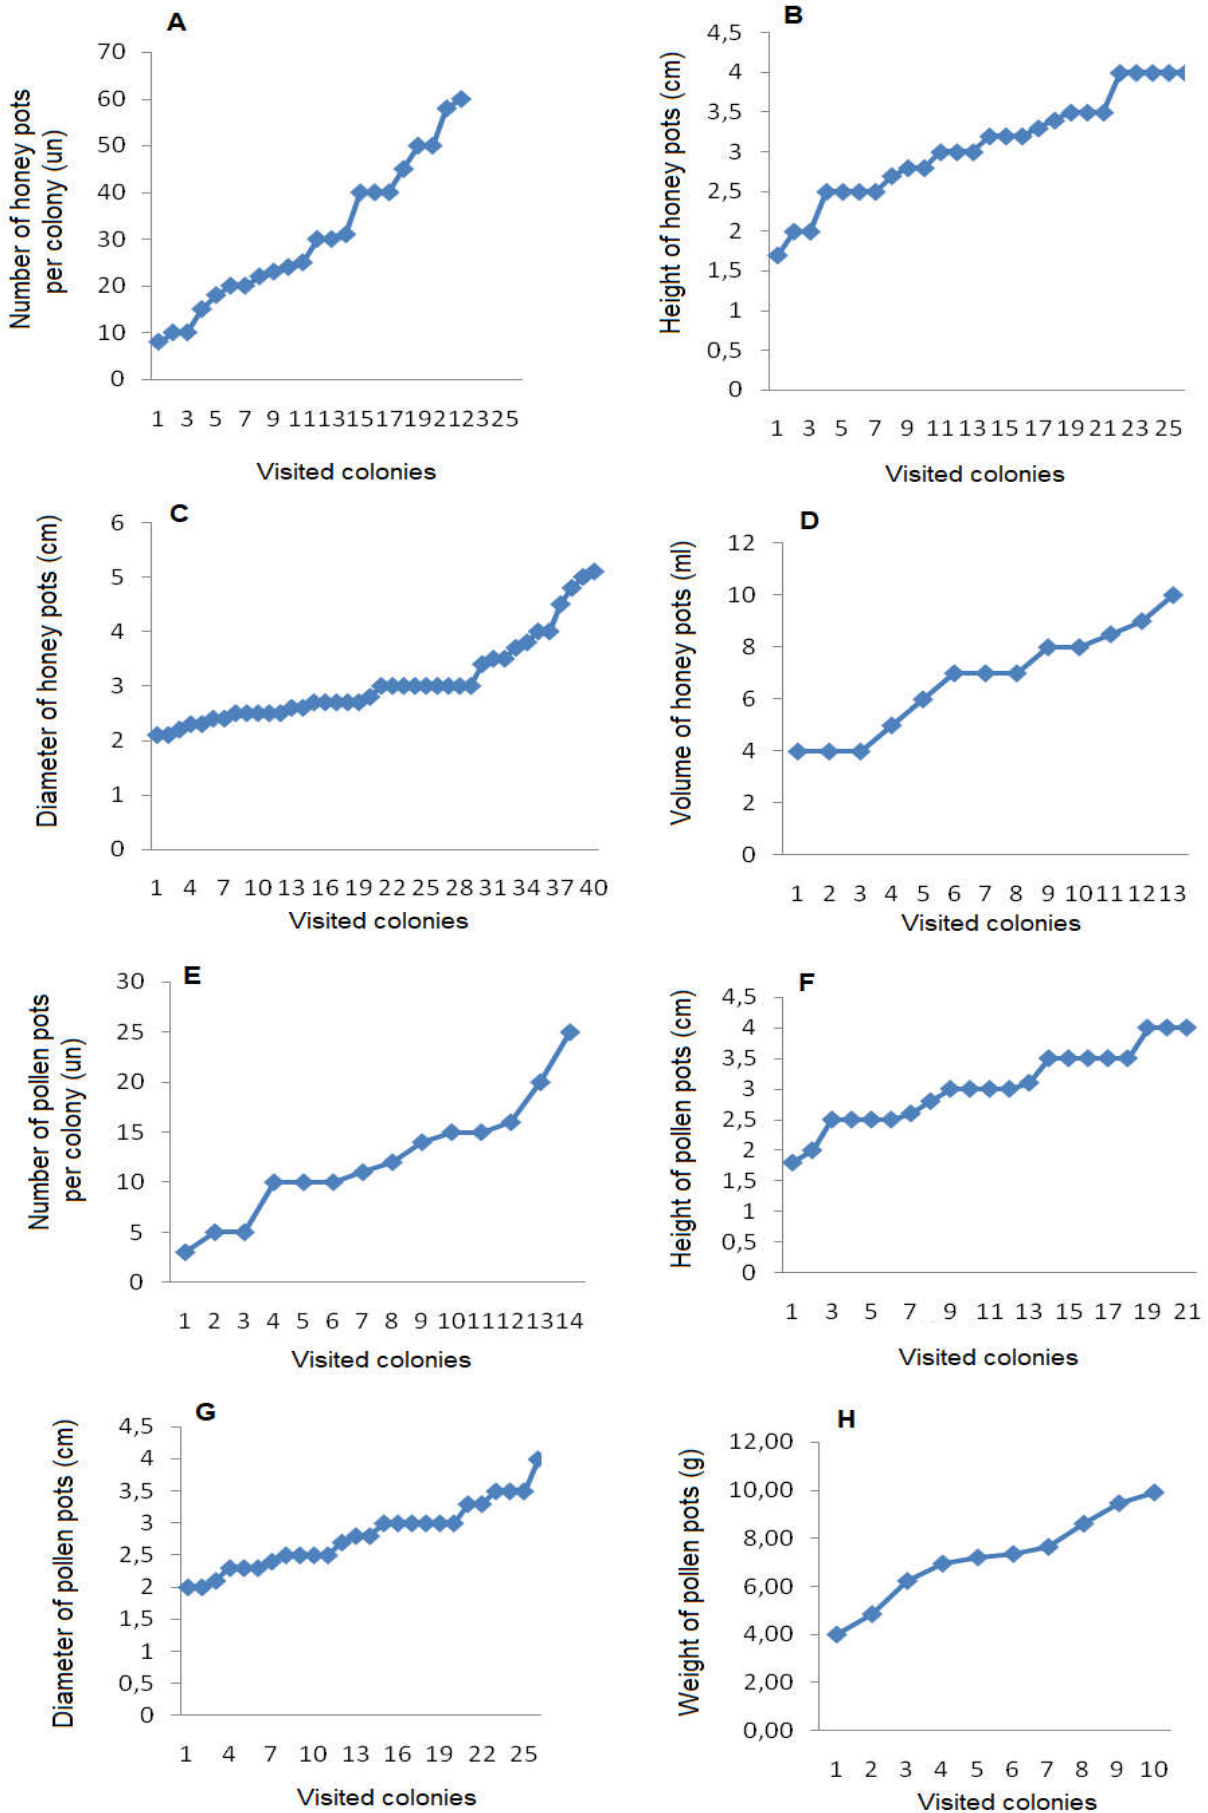 A
Number of honey pots
per colony (un)
70
60
50
40
30
20
10
0
1 3 5 7 9 11 13 15 17 19 21 23 25
Visited colonies
B
Height of honey pots (cm)
4,5
4
3,5
3
2,5
2
1,5
1
0,5
0
1 3 5 7 9 11 13 15 17 19 21 23 25
Visited colonies
C
Diameter of honey pots (cm)
6
5
4
3
2
1
0
1 4 7 10 13 16 19 22 25 28 31 34 37 40
Visited colonies
D
Volume of honey pots (ml)
12
10
8
6
4
2
0
1 2 3 4 5 6 7 8 9 10 11 12 13
Visited colonies
E
Number of pollen pots
per colony (un)
30
25
20
15
10
5
0
1 2 3 4 5 6 7 8 9 10 11 12 13 14
Visited colonies
F
Height of pollen pots (cm)
4,5
4
3,5
3
2,5
2
1,5
1
0,5
0
1 3 5 7 9 11 13 15 17 19 21
Visited colonies
G
Diameter of pollen pots (cm)
4,5
4
3,5
3
2,5
2
1,5
1
0,5
0
1 4 7 10 13 16 19 22 25
Visited colonies
H
Weight of pollen pots (g)
12,00
10,00
8,00
6,00
4,00
2,00
0,00
1 2 3 4 5 6 7 8 9 10
Visited colonies